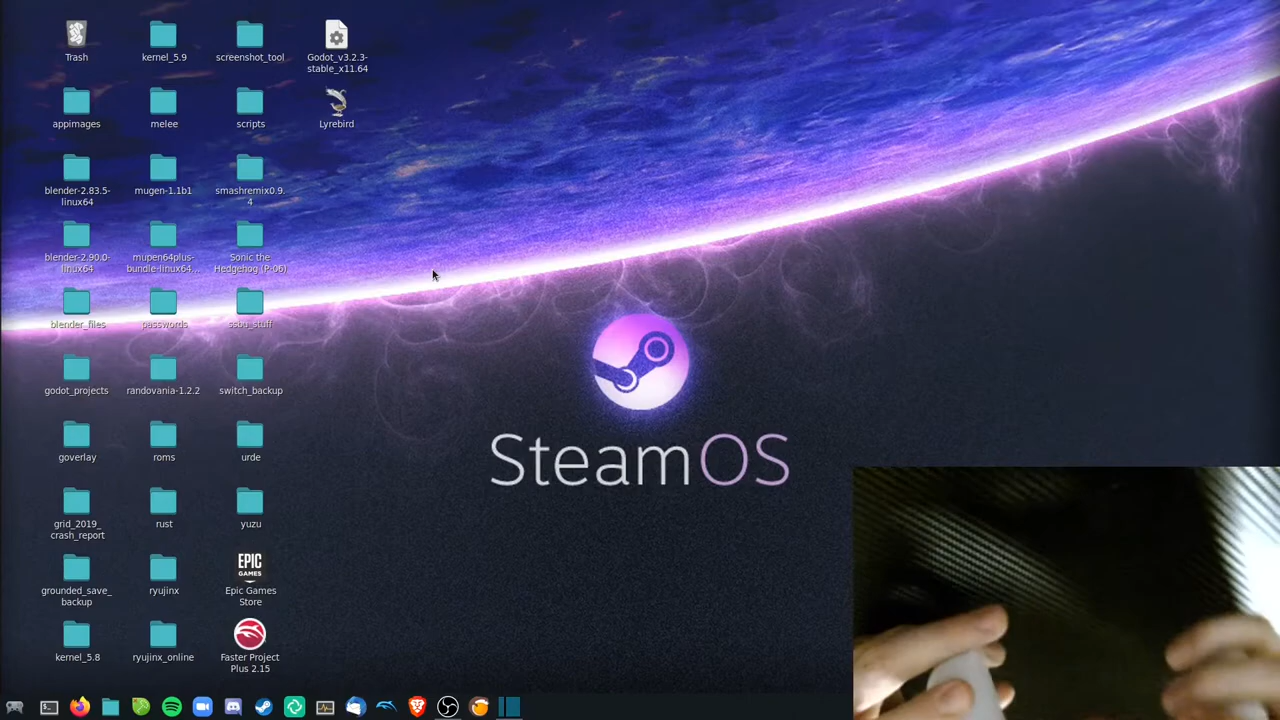 Trash
kernel_5.9
screenshot_tool
Godot_v3.2.3-
stable_x11.64
appimages
melee
scripts
Lyrebird
blender-2.83.5-
linux64
mugen-1.1b1
smashremix0.9.
4
blender-2.90.0-
linux64
mupen64plus-
bundle-linux64...
Sonic the
Hedgehog (P-06)
blender_files
passwords
ssbu_stuff
godot_projects
randovania-1.2.2
switch_backup
goverlay
roms
urde
grid_2019_
crash_report
rust
yuzu
grounded_save_
backup
ryujinx
EPIC
GAMES
Epic Games
Store
kernel_5.8
ryujinx_online
Faster Project
Plus 2.15
SteamOS